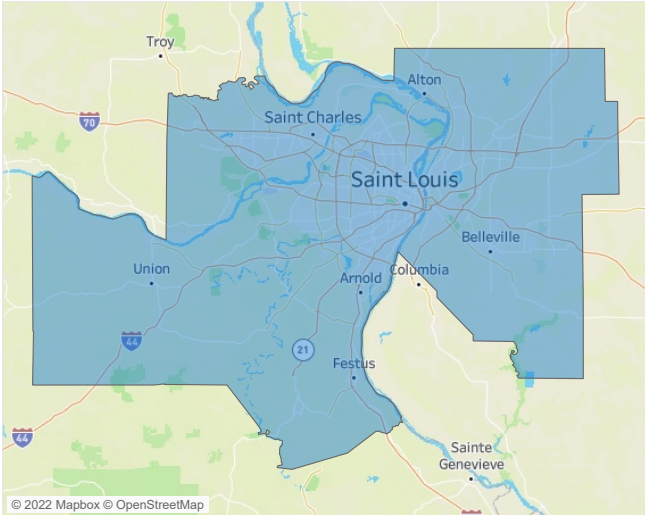 Troy
Alton
Saint Charles
70
Saint Louis
Belleville
Union
Arnold
Columbia
44
21
Festus
44
Sainte
Genevieve
© 2022 Mapbox © OpenStreetMap